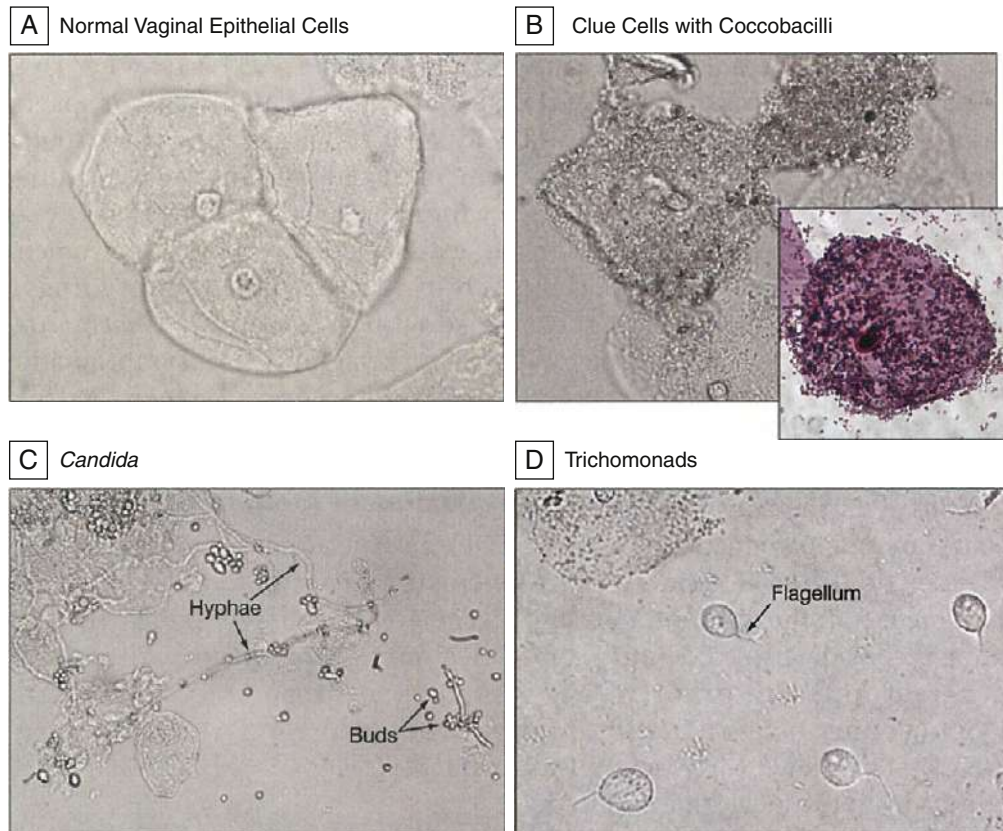 A Normal Vaginal Epithelial Cells
B Clue Cells with Coccobacilli
C Candida
Hyphae
Buds
D Trichomonads
Flagellum